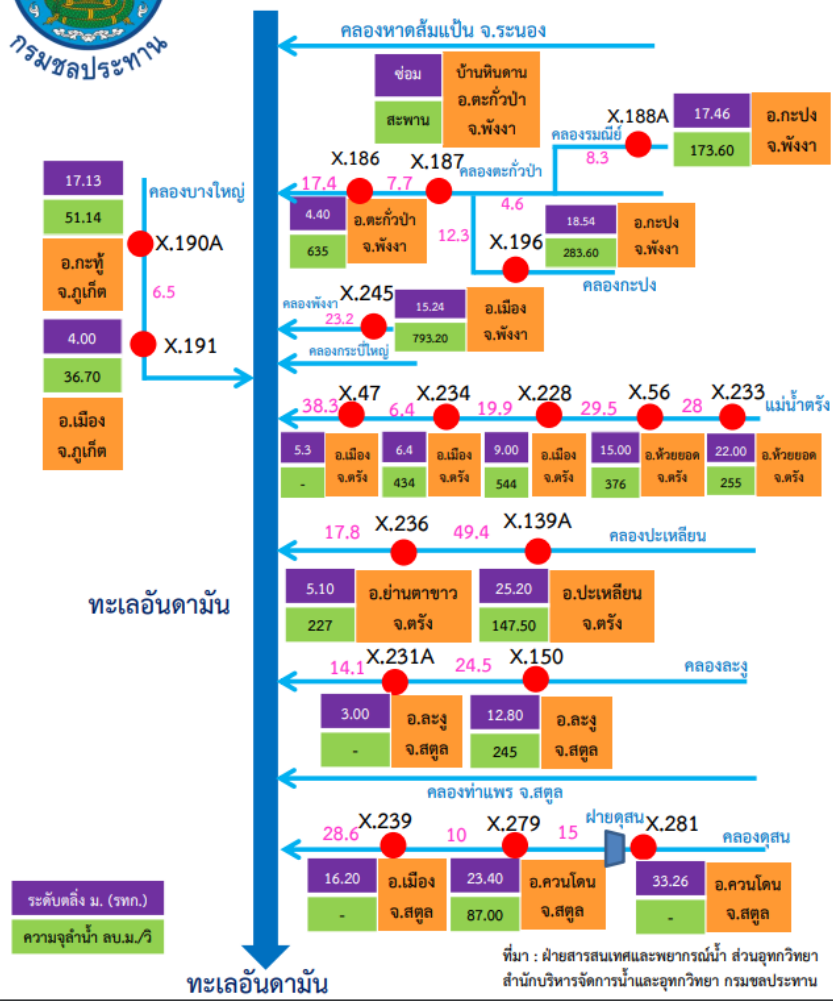 กรมชลประทาน
คลองหาดส้มแป้น จ.ระนอง
ซ่อม
สะพาน
บ้านหินดาน
อ.ตะกั่วป่า
จ.พังงา
X.188A
17.46
173.60
อ.กะปง
จ.พังงา
คลองรมณีย์
8.3
X.186
X.187
คลองตะกั่วป่า
17.4
7.7
4.6
4.40
635
อ.ตะกั่วป่า
จ.พังงา
12.3
X.196
18.54
283.60
อ.กะปง
จ.พังงา
คลองกะปง
17.13
51.14
อ.กะทู้
จ.ภูเก็ต
คลองบางใหญ่
X.190A
6.5
4.00
36.70
อ.เมือง
จ.ภูเก็ต
X.191
คลองพังงา
X.245
23.2
15.24
793.20
อ.เมือง
จ.พังงา
คลองกระบี่ใหญ่
X.47
X.234
X.228
X.56
X.233
แม่น้ำตรัง
38.3
6.4
19.9
29.5
28
5.3
-
อ.เมือง
จ.ตรัง
6.4
434
อ.เมือง
จ.ตรัง
9.00
544
อ.เมือง
จ.ตรัง
15.00
376
อ.ห้วยยอด
จ.ตรัง
22.00
255
อ.ห้วยยอด
จ.ตรัง
17.8
X.236
49.4
X.139A
คลองปะเหลียน
5.10
227
อ.ย่านตาขาว
จ.ตรัง
25.20
147.50
อ.ปะเหลียน
จ.ตรัง
ทะเลอันดามัน
14.1
X.231A
24.5
X.150
คลองละงู
3.00
-
อ.ละงู
จ.สตูล
12.80
245
อ.ละงู
จ.สตูล
คลองท่าแพร จ.สตูล
28.6
X.239
10
X.279
15
ฝายดุสน
X.281
คลองดุสน
16.20
-
อ.เมือง
จ.สตูล
23.40
87.00
อ.ควนโดน
จ.สตูล
33.26
-
อ.ควนโดน
จ.สตูล
ระดับตลิ่ง ม. (รทก.)
ความจุลำน้ำ ลบ.ม./วิ
ทะเลอันดามัน
ที่มา : ฝ่ายสารสนเทศและพยากรณ์น้ำ ส่วนอุทกวิทยา
สำนักบริหารจัดการน้ำและอุทกวิทยา กรมชลประทาน